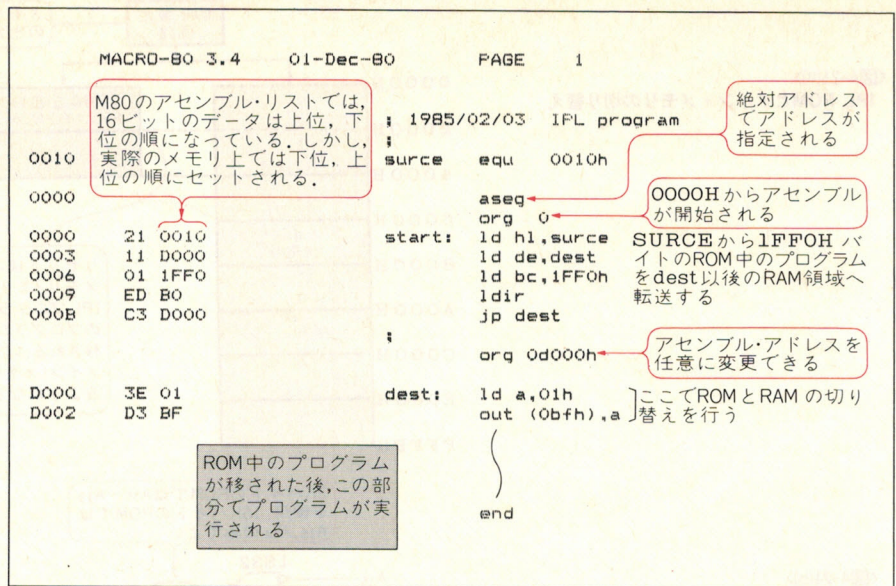 MACRO-80 3.4 01-Dec-80 PAGE 1
M80のアセンブル・リストでは,
16ビットのデータは上位, 下
位の順になっている. しかし,
実際のメモリ上では下位, 上
位の順にセットされる.
絶対アドレス
でアドレスが
指定される
; 1985/02/03 IPL program
;
0010 surce equ 0010h
0000 aseg
org 0
0000Hからアセンブル
が開始される
0000 21 0010 start: ld hl,surce
0003 11 D000 ld de,dest
0006 01 1FF0 ld bc,1FF0h
0009 ED B0 ldir
000B C3 D000 jp dest
SURCEから1FF0H バ
イトのROM中のプログラム
をdest以後のRAM領域へ
転送する
;
org 0d000h
アセンブル・アドレスを
任意に変更できる
D000 3E 01 dest: ld a,01h
D002 D3 BF out (0bfh),a
ここでROMとRAM の切り
替えを行う
ROM中のプログラム
が移された後,この部
分でプログラムが実
行される
end